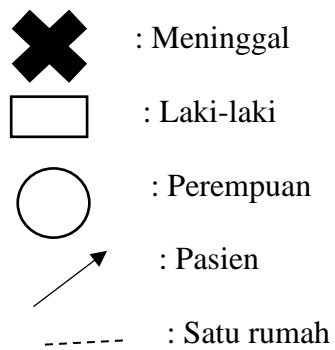 : Meninggal
: Laki-laki
: Perempuan
: Pasien
: Satu rumah